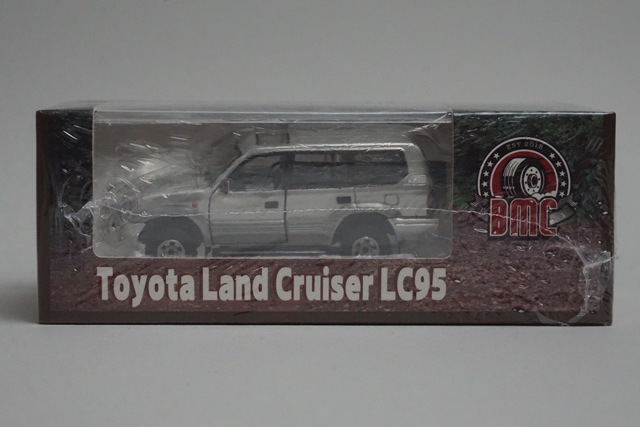 EST 2018
BMC
Toyota Land Cruiser LC95